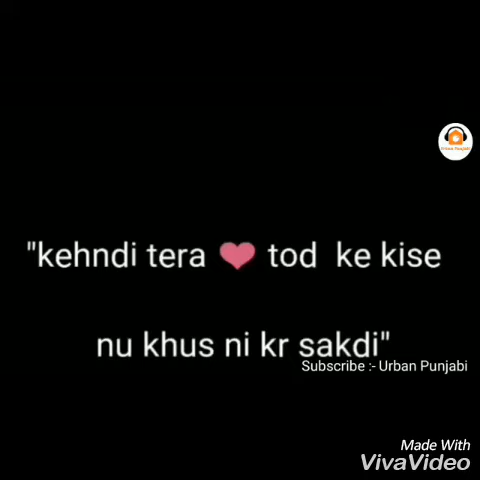 "kehndi tera ❤ tod ke kise
nu khus ni kr sakdi"
Subscribe :- Urban Punjabi
Made With
VivaVideo